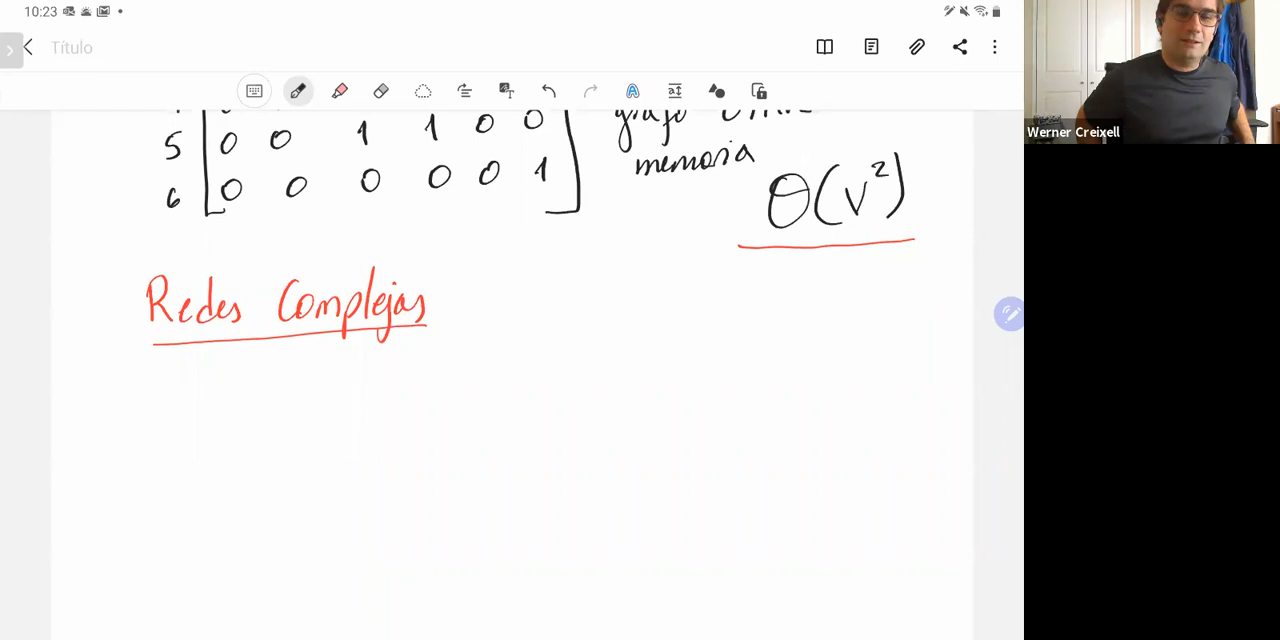 10:23
Título
Werner Creixell
5 0 0 1 1 0 0 grafo
memoria
6 0 0 0 0 0 1
Θ(V²)
Redes Complejas